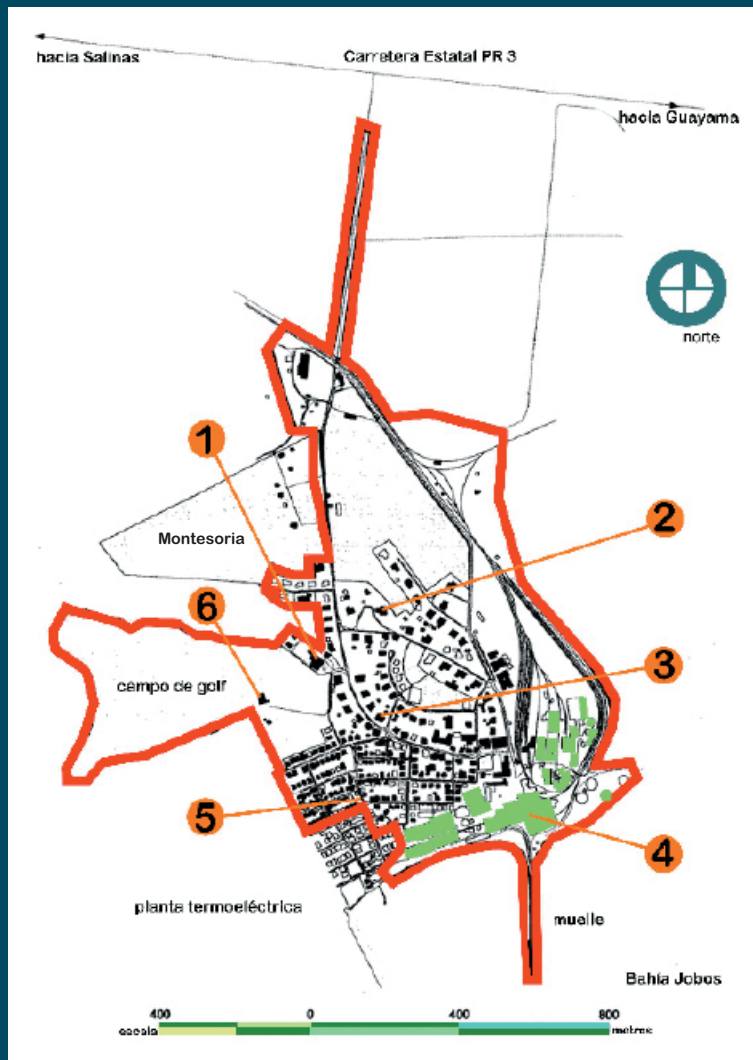 hacia Salinas
Carretera Estatal PR 3
hacia Guayama
norte
1
2
Montesoria
6
campo de golf
3
5
4
planta termoeléctrica
muelle
Bahía Jobos
400 0 400 800
escala metros